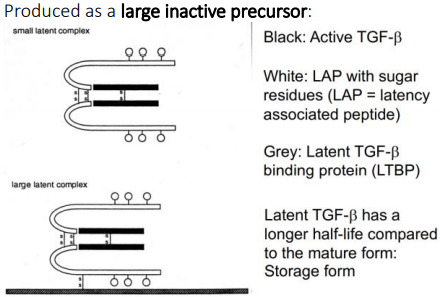 Produced as a large inactive precursor:
small latent complex
s s s
s s s
large latent complex
s s s
s s s
s
s
Black: Active TGF-β
White: LAP with sugar
residues (LAP = latency
associated peptide)
Grey: Latent TGF-β
binding protein (LTBP)
Latent TGF-β has a
longer half-life compared
to the mature form:
Storage form